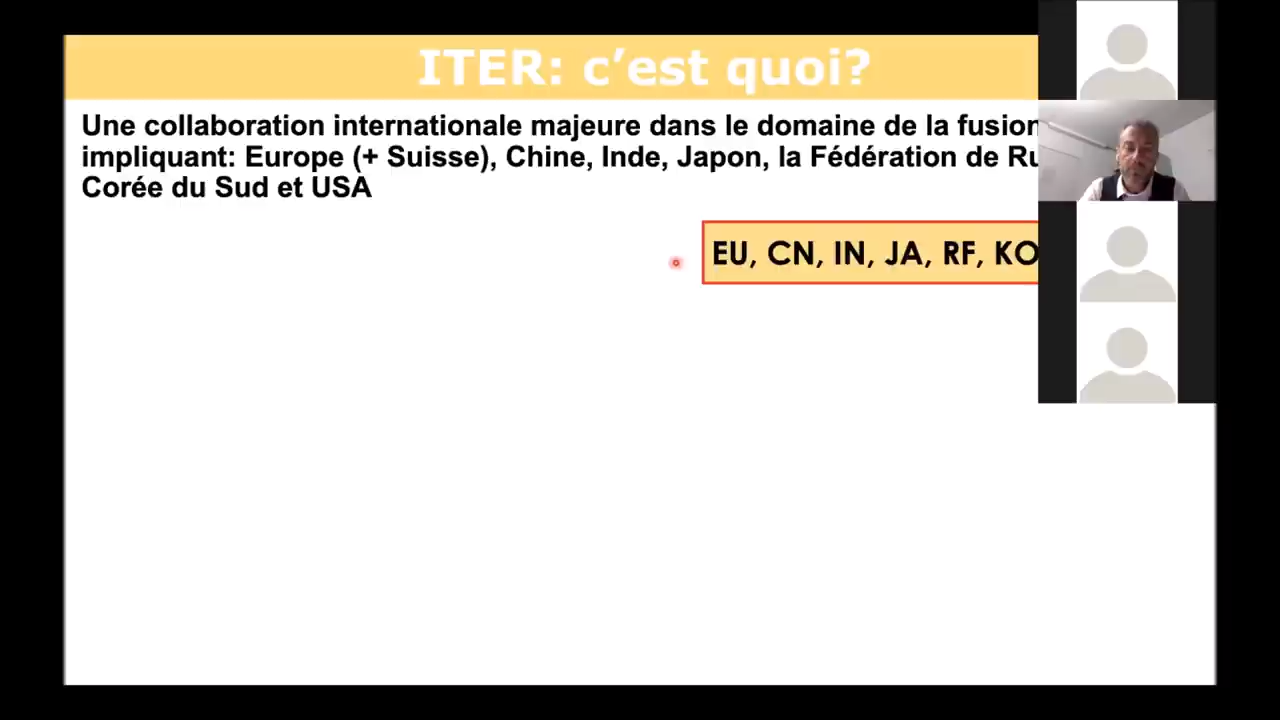 ITER: c’est quoi?
Une collaboration internationale majeure dans le domaine de la fusion
impliquant: Europe (+ Suisse), Chine, Inde, Japon, la Fédération de
Corée du Sud et USA
EU, CN, IN, JA, RF, KO